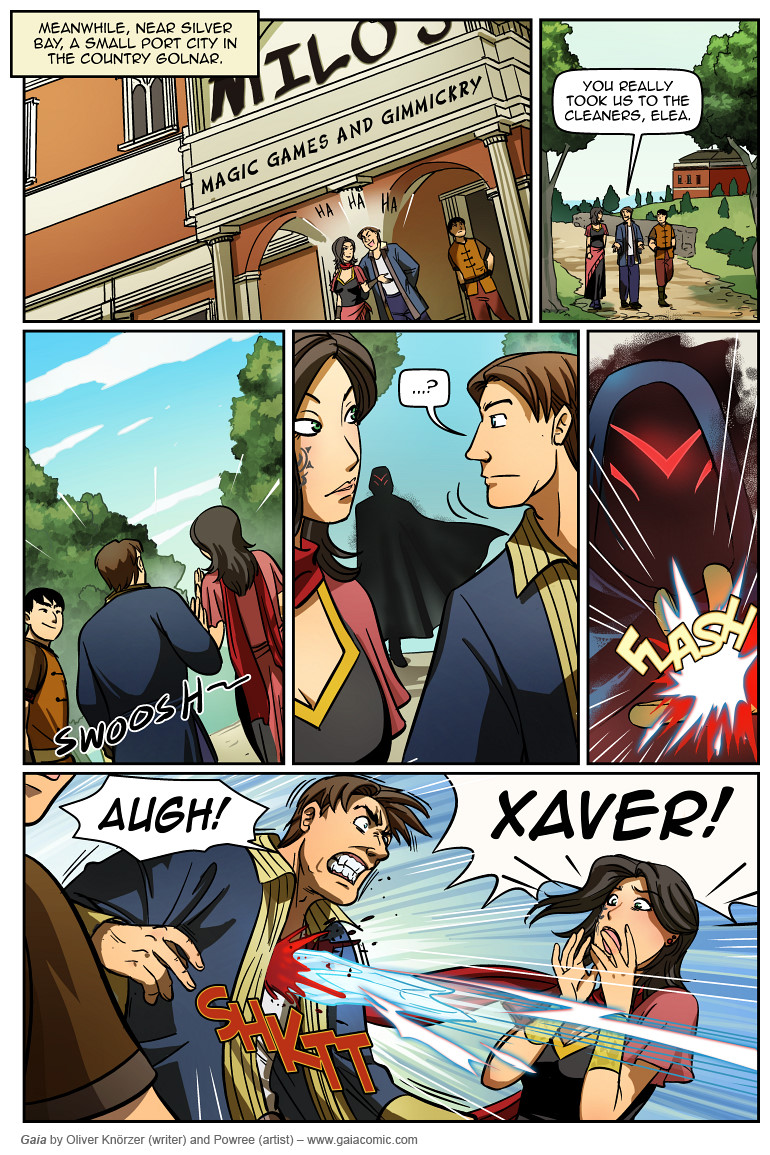 MEANWHILE, NEAR SILVER
BAY, A SMALL PORT CITY IN
THE COUNTRY GOLNAR.
MILO'S
MAGIC GAMES AND GIMMICKRY
HA HA HA
YOU REALLY
TOOK US TO THE
CLEANERS, ELEA.
SWOOSH~
...?
FLASH
AUGH!
XAVER!
SHKTT
Gaia by Oliver Knörzer (writer) and Powree (artist) – www.gaiacomic.com